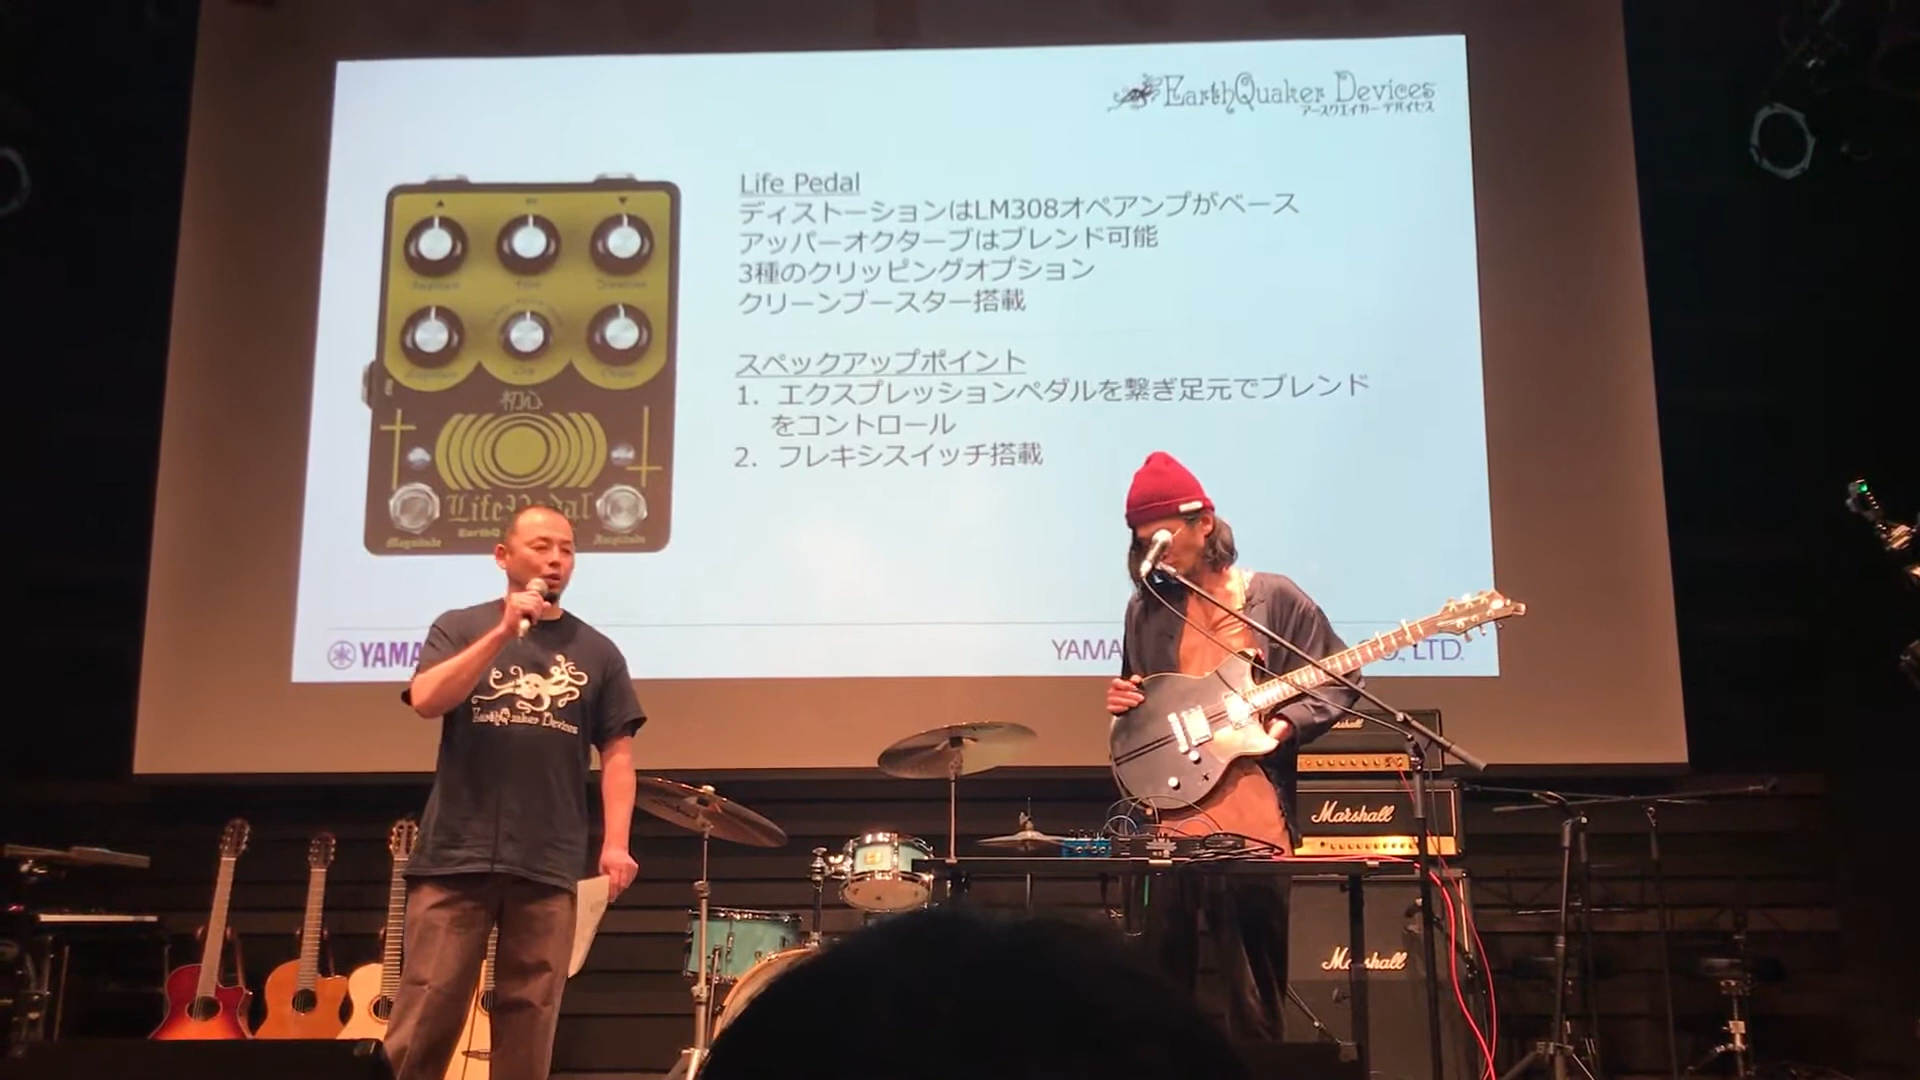 EarthQuaker Devices
アースクエイカー デバイセス
Life Pedal
ディストーションはLM308オペアンプがベース
アッパーオクターブはブレンド可能
3種のクリッピングオプション
クリーンブースター搭載
スペックアップポイント
1. エクスプレッションペダルを繋ぎ足元でブレンド
をコントロール
2. フレキシスイッチ搭載
初心
Life Pedal
Magnitude
Amplitude
CO., LTD.
EarthQuaker Devices
Marshall
Marshall
Marshall